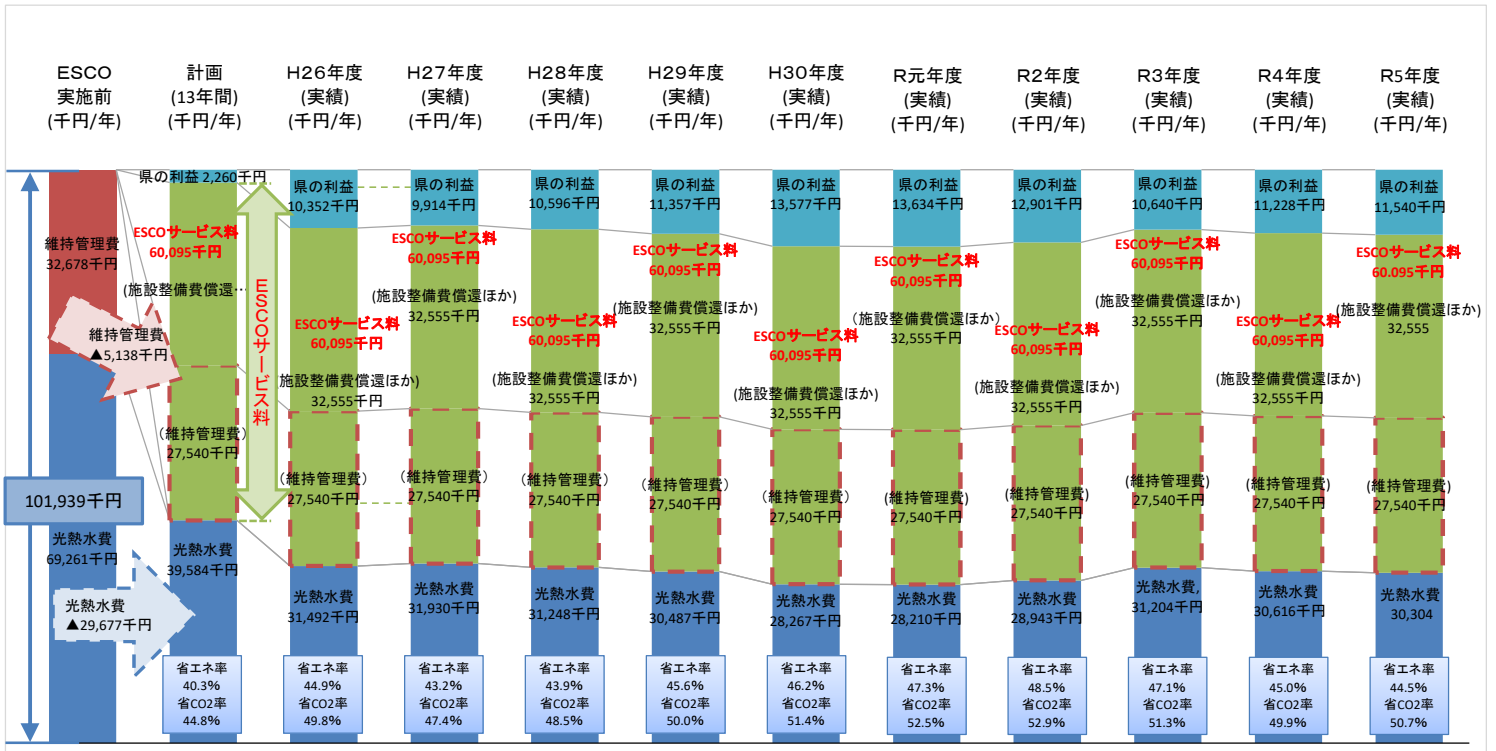 ESCO
実施前
(千円/年)
計画
(13年間)
(千円/年)
H26年度
(実績)
(千円/年)
H27年度
(実績)
(千円/年)
H28年度
(実績)
(千円/年)
H29年度
(実績)
(千円/年)
H30年度
(実績)
(千円/年)
R元年度
(実績)
(千円/年)
R2年度
(実績)
(千円/年)
R3年度
(実績)
(千円/年)
R4年度
(実績)
(千円/年)
R5年度
(実績)
(千円/年)
維持管理費
32,678千円
維持管理費
▲5,138千円
101,939千円
光熱水費
69,261千円
光熱水費
▲29,677千円
県の利益 2,260千円
ESCOサービス料
60,095千円
(施設整備費償還…
(維持管理費)
27,540千円
光熱水費
39,584千円
省エネ率
40.3%
省CO2率
44.8%
ESCOサービス料
県の利益
10,352千円
ESCOサービス料
60,095千円
(施設整備費償還ほか)
32,555千円
(維持管理費)
27,540千円
光熱水費
31,492千円
省エネ率
44.9%
省CO2率
49.8%
県の利益
9,914千円
ESCOサービス料
60,095千円
(施設整備費償還ほか)
32,555千円
(維持管理費)
27,540千円
光熱水費
31,930千円
省エネ率
43.2%
省CO2率
47.4%
県の利益
10,596千円
ESCOサービス料
60,095千円
(施設整備費償還ほか)
32,555千円
(維持管理費)
27,540千円
光熱水費
31,248千円
省エネ率
43.9%
省CO2率
48.5%
県の利益
11,357千円
ESCOサービス料
60,095千円
(施設整備費償還ほか)
32,555千円
(維持管理費)
27,540千円
光熱水費
30,487千円
省エネ率
45.6%
省CO2率
50.0%
県の利益
13,577千円
ESCOサービス料
60,095千円
(施設整備費償還ほか)
32,555千円
(維持管理費)
27,540千円
光熱水費
28,267千円
省エネ率
46.2%
省CO2率
51.4%
県の利益
13,634千円
ESCOサービス料
60,095千円
(施設整備費償還ほか)
32,555千円
(維持管理費)
27,540千円
光熱水費
28,210千円
省エネ率
47.3%
省CO2率
52.5%
県の利益
12,901千円
ESCOサービス料
60,095千円
(施設整備費償還ほか)
32,555千円
(維持管理費)
27,540千円
光熱水費
28,943千円
省エネ率
48.5%
省CO2率
52.9%
県の利益
10,640千円
ESCOサービス料
60,095千円
(施設整備費償還ほか)
32,555千円
(維持管理費)
27,540千円
光熱水費,
31,204千円
省エネ率
47.1%
省CO2率
51.3%
県の利益
11,228千円
ESCOサービス料
60,095千円
(施設整備費償還ほか)
32,555千円
(維持管理費)
27,540千円
光熱水費
30,616千円
省エネ率
45.0%
省CO2率
49.9%
県の利益
11,540千円
ESCOサービス料
60.095千円
(施設整備費償還ほか)
32,555
(維持管理費)
27,540千円
光熱水費
30,304
省エネ率
44.5%
省CO2率
50.7%